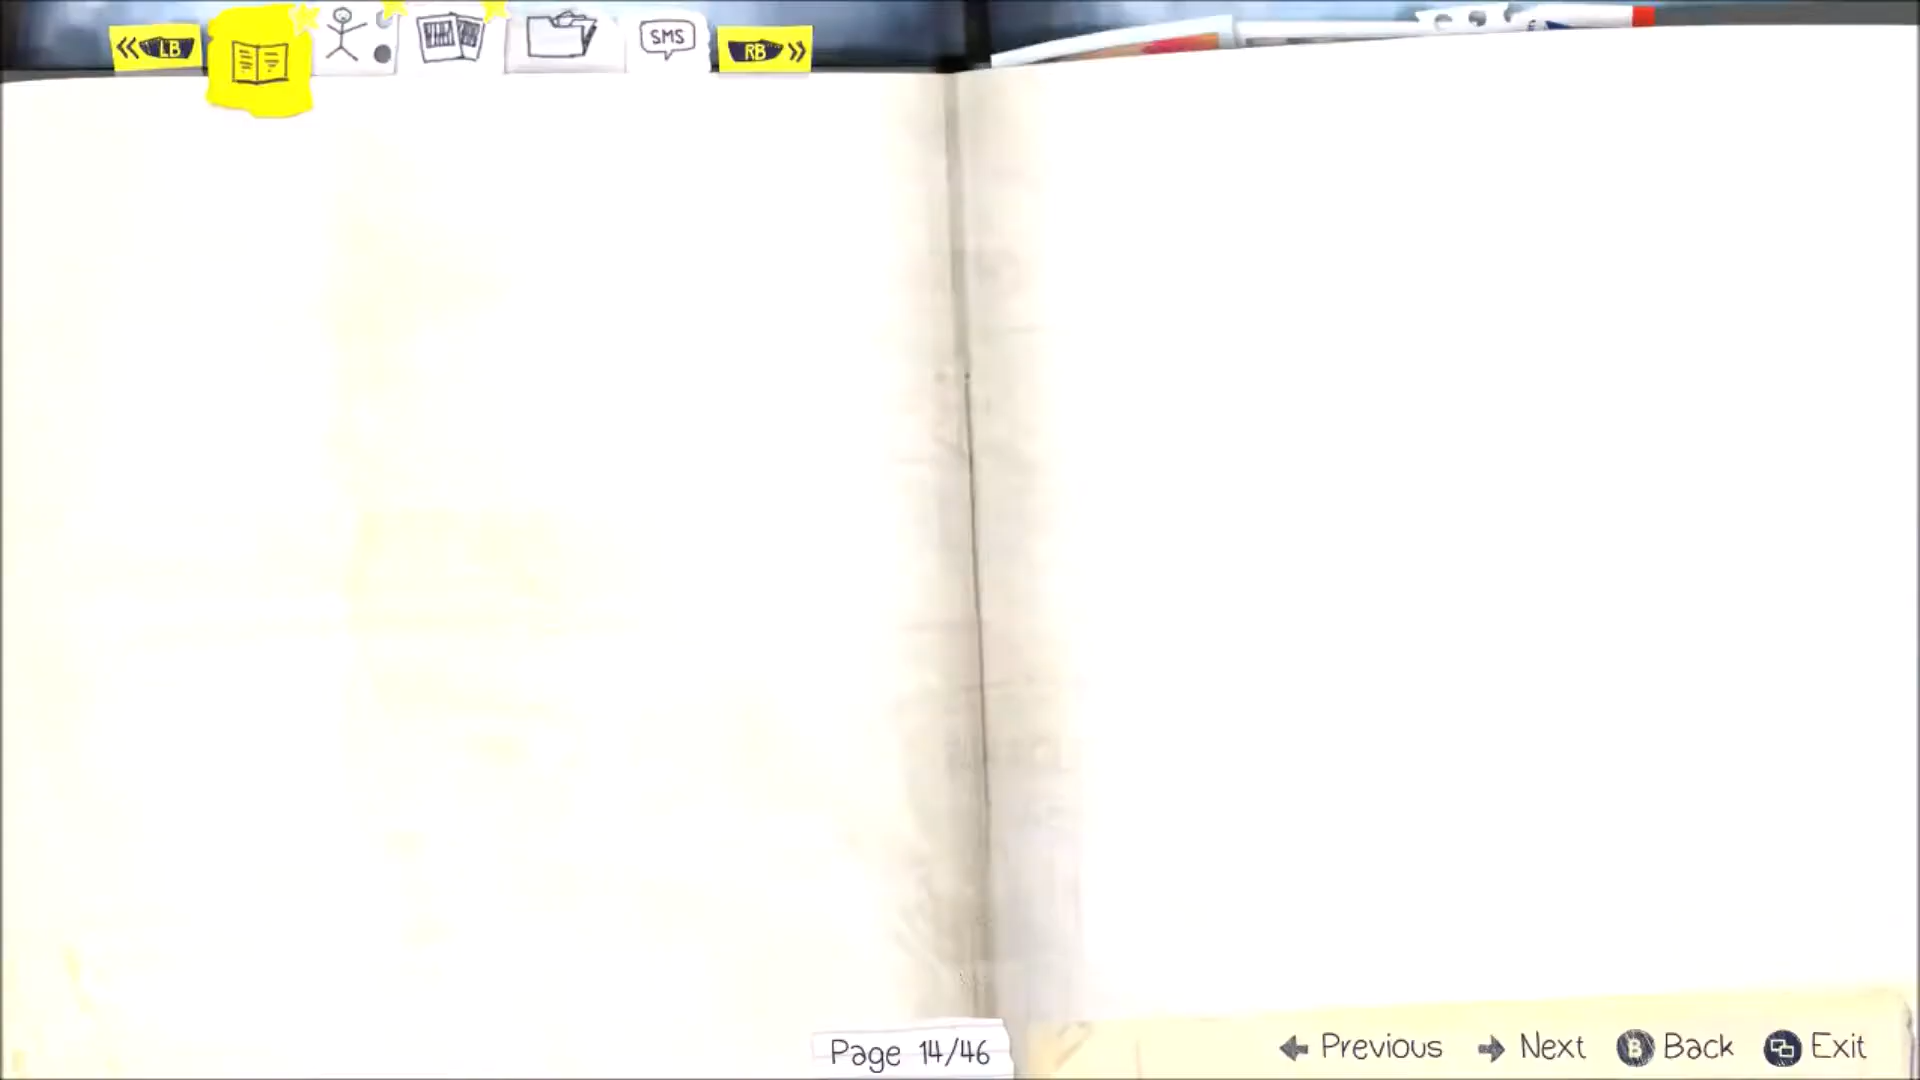 LB
SMS
RB
Page 14/46
Previous
Next
B Back
Exit